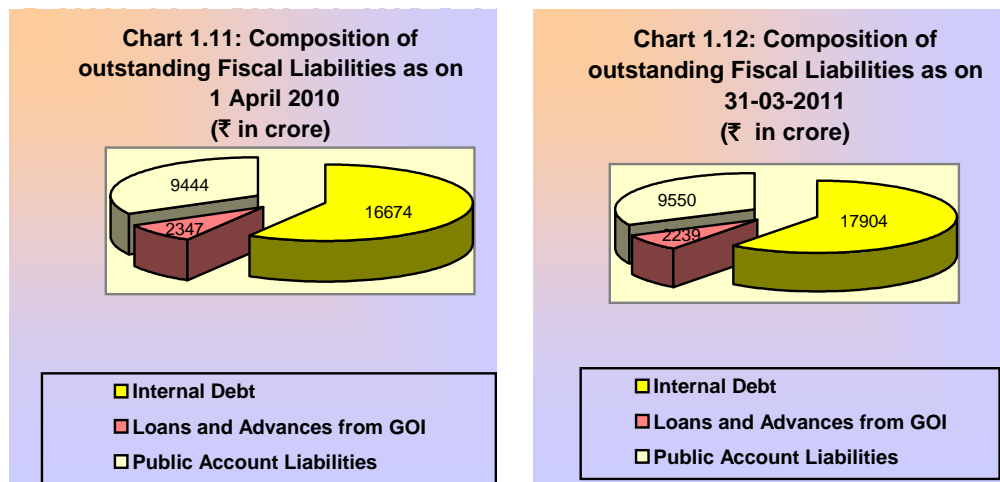 Chart 1.11: Composition of
outstanding Fiscal Liabilities as on
1 April 2010
(₹ in crore)
9444
16674
2347
Internal Debt
Loans and Advances from GOI
Public Account Liabilities
Chart 1.12: Composition of
outstanding Fiscal Liabilities as on
31-03-2011
(₹ in crore)
9550
17904
2239
Internal Debt
Loans and Advances from GOI
Public Account Liabilities